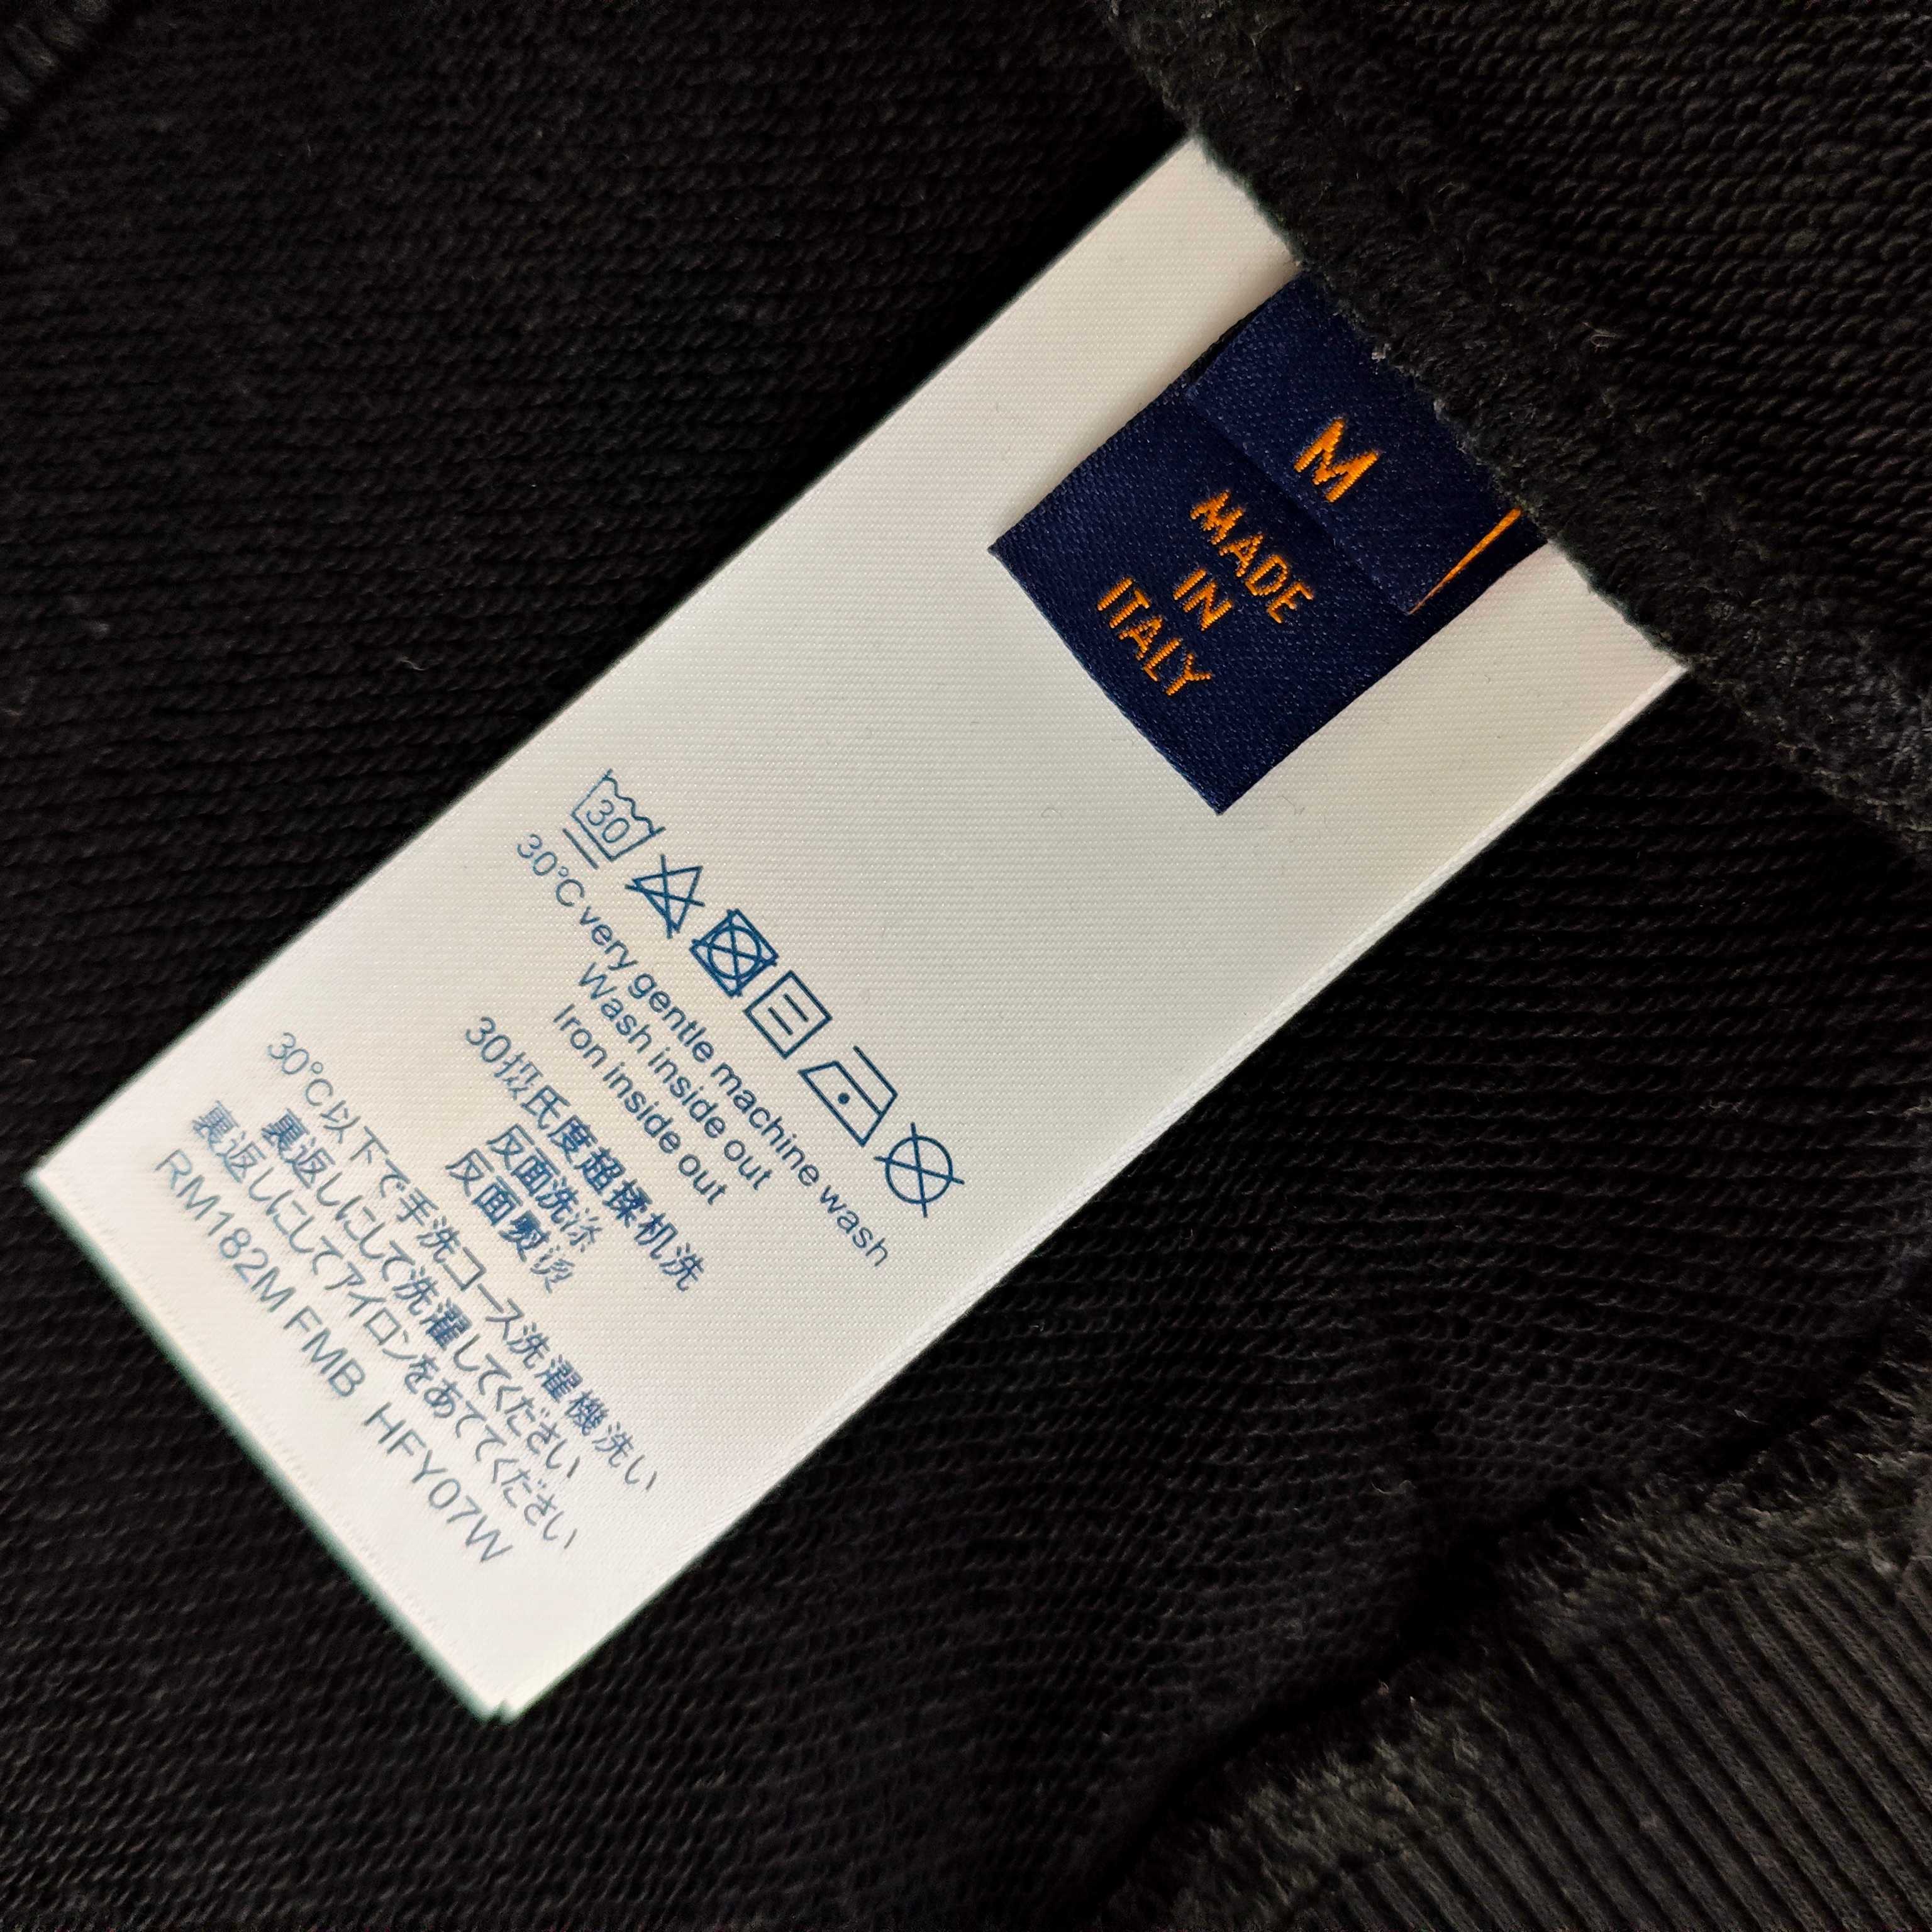 M
MADE
IN
ITALY
30
30°C very gentle machine wash
Wash inside out
Iron inside out
30摄氏度超揉机洗
反面洗涤
反面熨烫
30°C以下で手洗コース洗濯機洗い
裏返しにして洗濯してください
裏返しにしてアイロンをあててください
RM182M FMB HFY07W